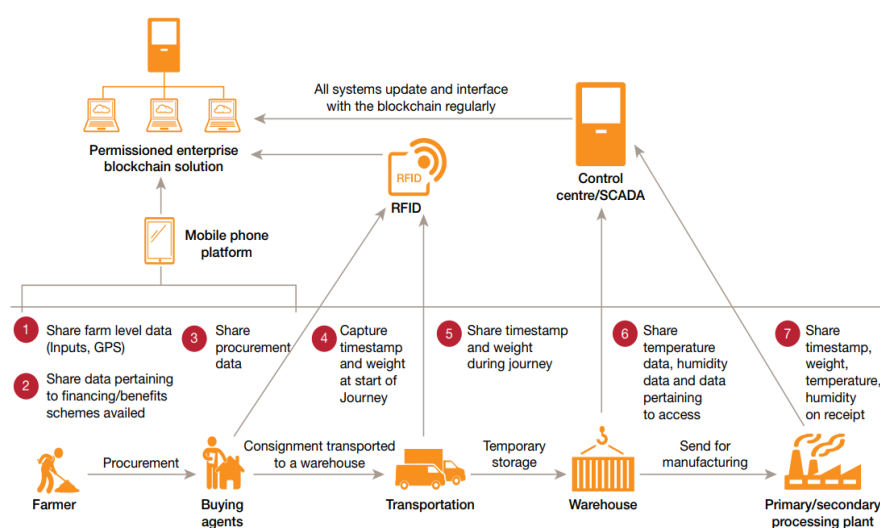 All systems update and interface
with the blockchain regularly
Permissioned enterprise
blockchain solution
RFID
RFID
Control
centre/SCADA
Mobile phone
platform
1
Share farm level data
(Inputs, GPS)
2
Share data pertaining
to financing/benefits
schemes availed
3
Share
procurement
data
4
Capture
timestamp
and weight
at start of
Journey
5
Share timestamp
and weight
during journey
6
Share
temperature
data, humidity
data and data
pertaining
to access
7
Share
timestamp,
weight,
temperature,
humidity
on receipt
Procurement
Consignment transported
to a warehouse
Temporary
storage
Send for
manufacturing
Farmer
Buying
agents
Transportation
Warehouse
Primary/secondary
processing plant